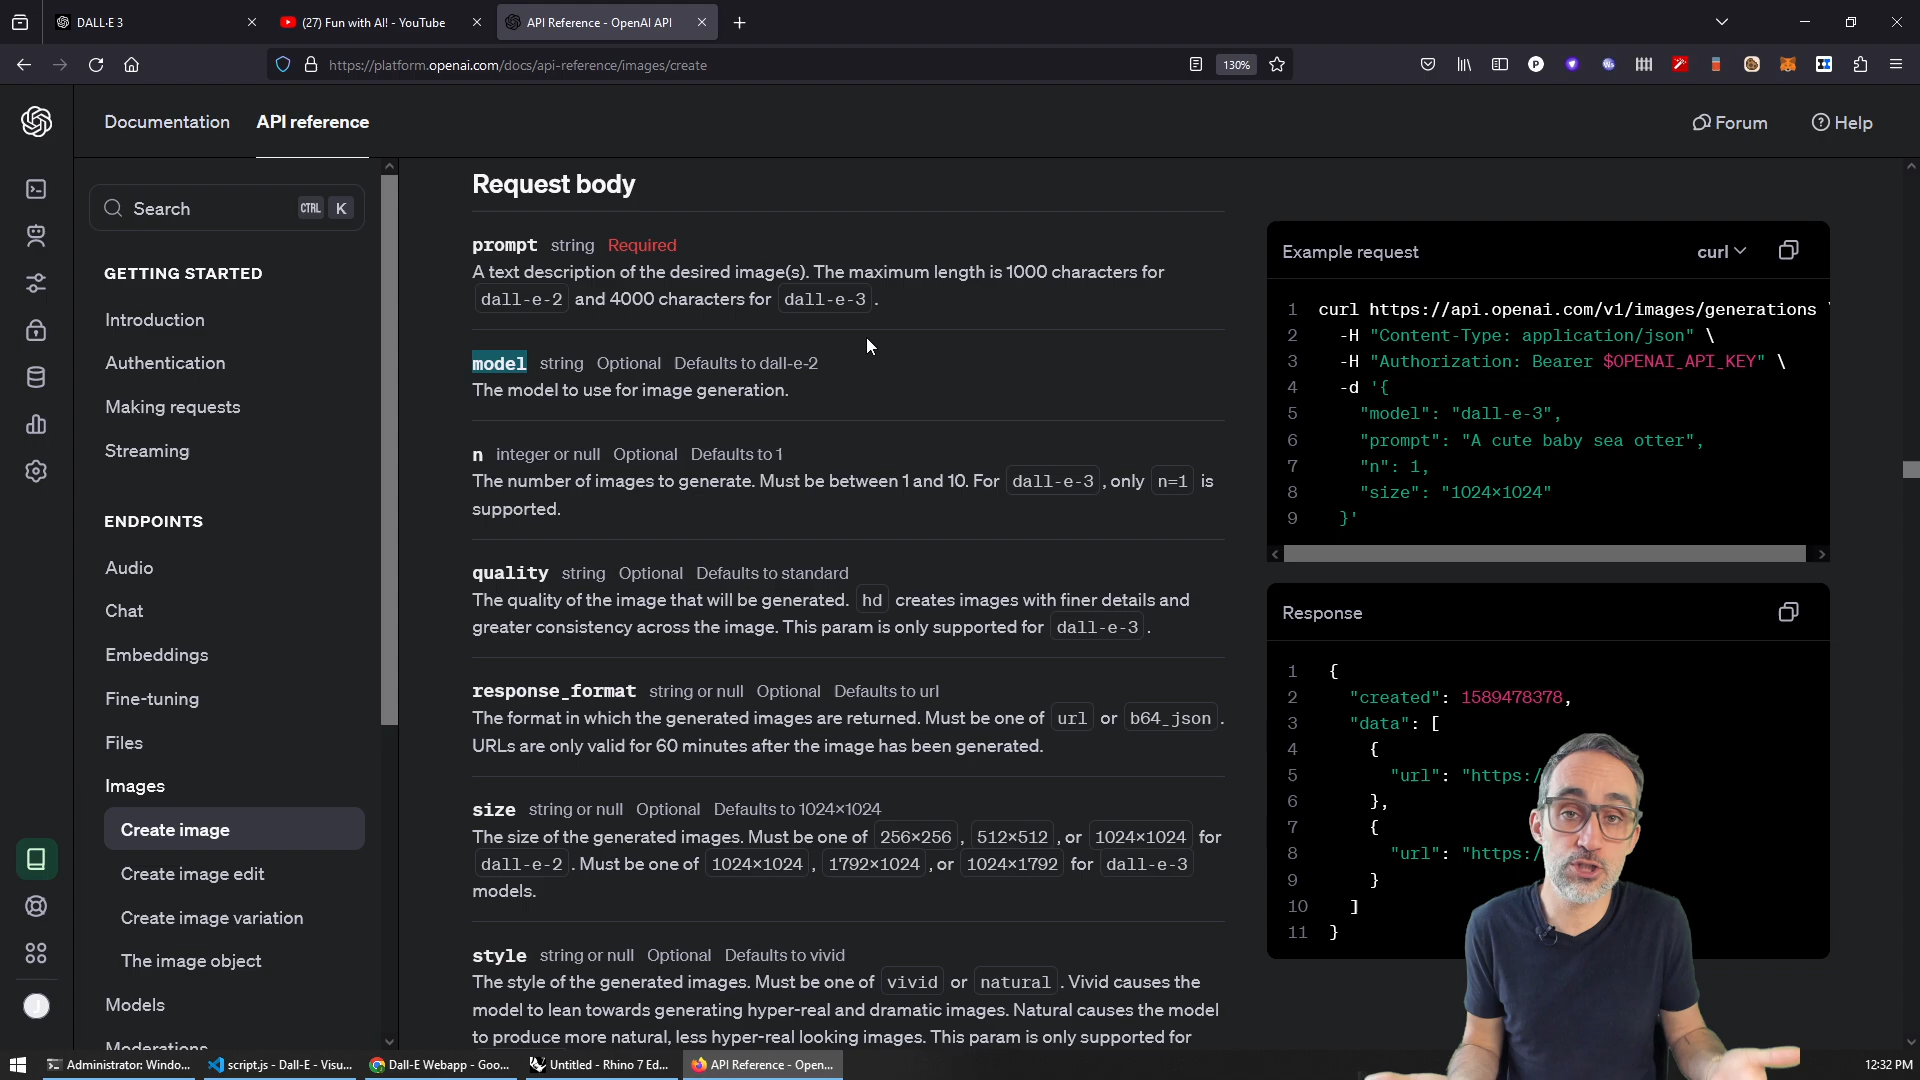 DALL·E 3
(27) Fun with AI! - YouTube
API Reference - OpenAI API
https://platform.openai.com/docs/api-reference/images/create
130%
Documentation
API reference
Forum
Help
Search
CTRL K
GETTING STARTED
Introduction
Authentication
Making requests
Streaming
ENDPOINTS
Audio
Chat
Embeddings
Fine-tuning
Files
Images
Create image
Create image edit
Create image variation
The image object
Models
Moderations
J
Request body
prompt string Required
A text description of the desired image(s). The maximum length is 1000 characters for
dall-e-2 and 4000 characters for dall-e-3 .
model string Optional Defaults to dall-e-2
The model to use for image generation.
n integer or null Optional Defaults to 1
The number of images to generate. Must be between 1 and 10. For dall-e-3 , only n=1 is
supported.
quality string Optional Defaults to standard
The quality of the image that will be generated. hd creates images with finer details and
greater consistency across the image. This param is only supported for dall-e-3 .
response_format string or null Optional Defaults to url
The format in which the generated images are returned. Must be one of url or b64_json .
URLs are only valid for 60 minutes after the image has been generated.
size string or null Optional Defaults to 1024x1024
The size of the generated images. Must be one of 256x256 , 512x512 , or 1024x1024 for
dall-e-2 . Must be one of 1024x1024 , 1792x1024 , or 1024x1792 for dall-e-3
models.
style string or null Optional Defaults to vivid
The style of the generated images. Must be one of vivid or natural . Vivid causes the
model to lean towards generating hyper-real and dramatic images. Natural causes the model
to produce more natural, less hyper-real looking images. This param is only supported for
Example request
curl
1 curl https://api.openai.com/v1/images/generations \
2 -H "Content-Type: application/json" \
3 -H "Authorization: Bearer $OPENAI_API_KEY" \
4 -d '{
5 "model": "dall-e-3",
6 "prompt": "A cute baby sea otter",
7 "n": 1,
8 "size": "1024x1024"
9 }'
Response
1 {
2 "created": 1589478378,
3 "data": [
4 {
5 "url": "https:/
6 },
7 {
8 "url": "https:/
9 }
10 ]
11 }
Administrator: Windo...
script.js - Dall-E - Visu...
Dall-E Webapp - Goo...
Untitled - Rhino 7 Ed...
API Reference - Open...
12:32 PM